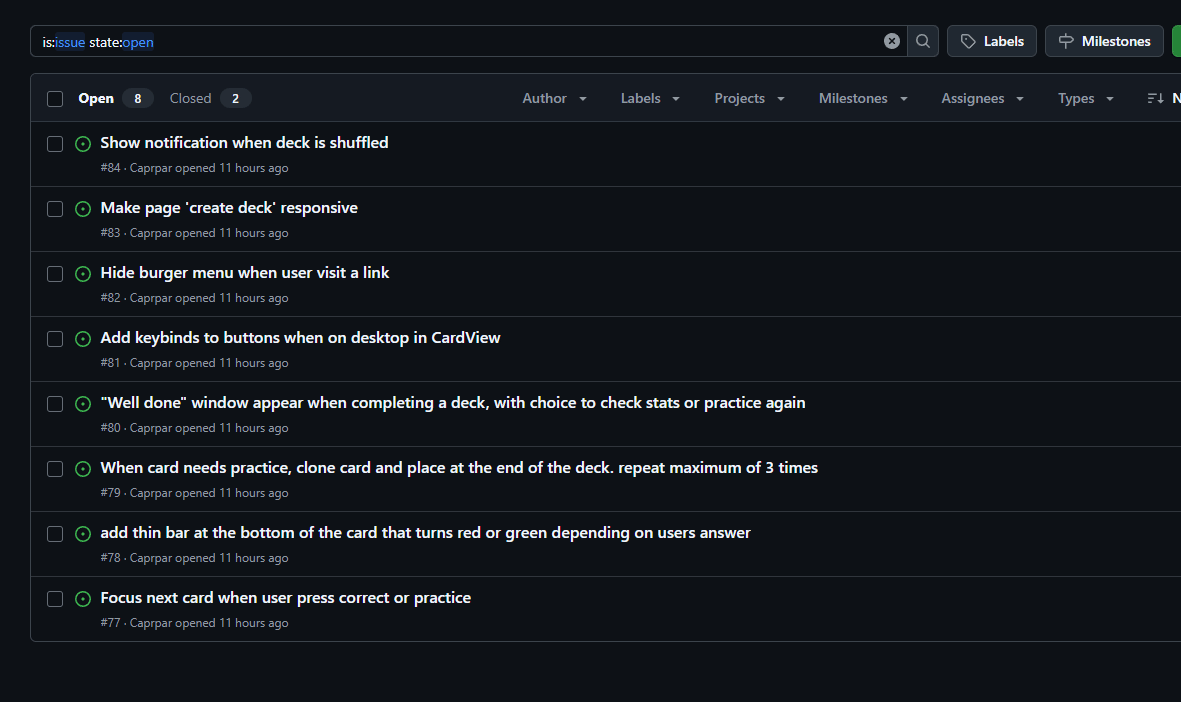 is:issue state:open
Labels
Milestones
Open 8 Closed 2 Author Labels Projects Milestones Assignees Types N
Show notification when deck is shuffled
#84 · Caprpar opened 11 hours ago
Make page 'create deck' responsive
#83 · Caprpar opened 11 hours ago
Hide burger menu when user visit a link
#82 · Caprpar opened 11 hours ago
Add keybinds to buttons when on desktop in CardView
#81 · Caprpar opened 11 hours ago
"Well done" window appear when completing a deck, with choice to check stats or practice again
#80 · Caprpar opened 11 hours ago
When card needs practice, clone card and place at the end of the deck. repeat maximum of 3 times
#79 · Caprpar opened 11 hours ago
add thin bar at the bottom of the card that turns red or green depending on users answer
#78 · Caprpar opened 11 hours ago
Focus next card when user press correct or practice
#77 · Caprpar opened 11 hours ago